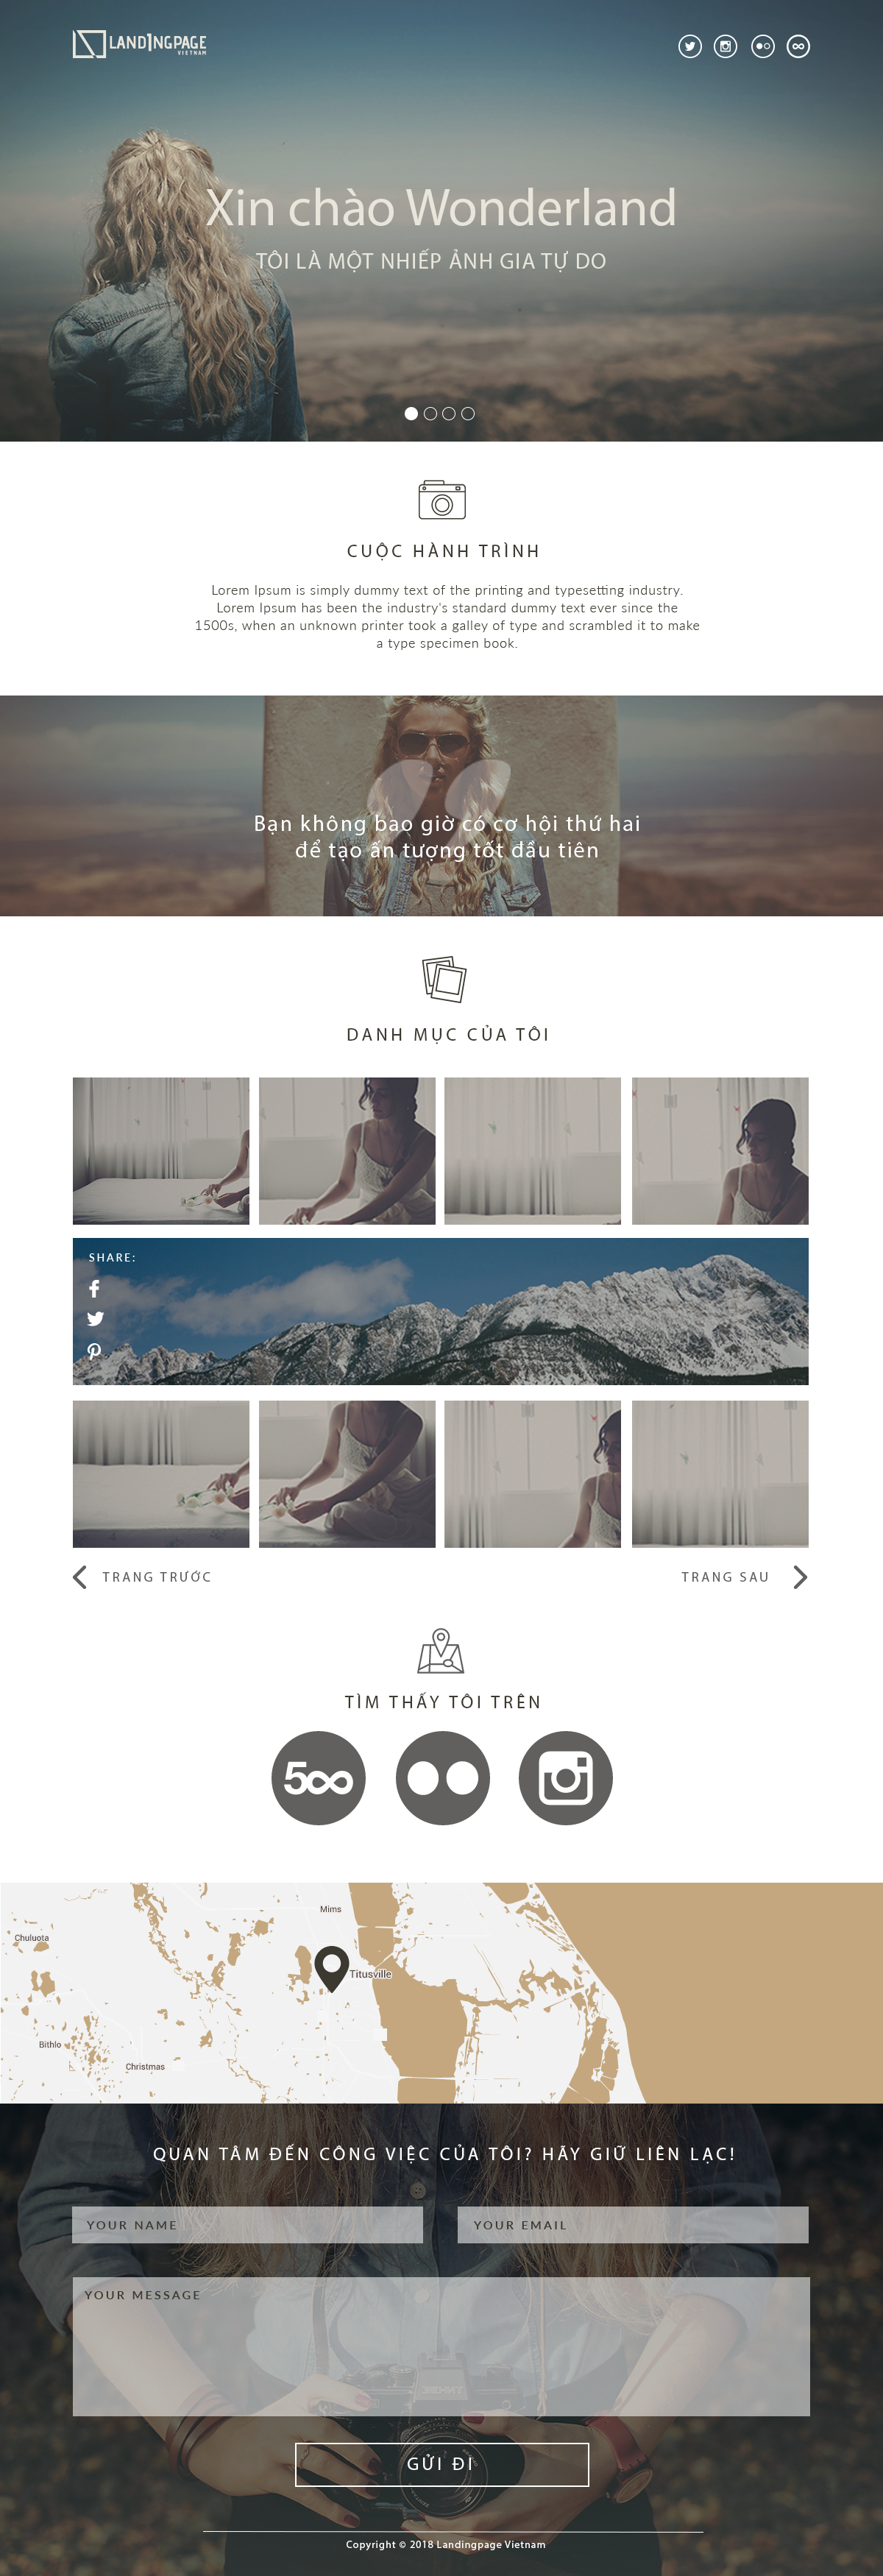 LANDINGPAGE
VIETNAM
Xin chào Wonderland
TÔI LÀ MỘT NHIẾP ẢNH GIA TỰ DO
CUỘC HÀNH TRÌNH
Lorem Ipsum is simply dummy text of the printing and typesetting industry.
Lorem Ipsum has been the industry's standard dummy text ever since the
1500s, when an unknown printer took a galley of type and scrambled it to make
a type specimen book.
Bạn không bao giờ có cơ hội thứ hai
để tạo ấn tượng tốt đầu tiên
DANH MỤC CỦA TÔI
SHARE:
TRANG TRƯỚC
TRANG SAU
TÌM THẤY TÔI TRÊN
500
Mims
Chuluota
Titusville
Bithlo
Christmas
QUAN TÂM ĐẾN CÔNG VIỆC CỦA TÔI? HÃY GIỮ LIÊN LẠC!
YOUR NAME
YOUR EMAIL
YOUR MESSAGE
GỬI ĐI
Copyright © 2018 Landingpage Vietnam